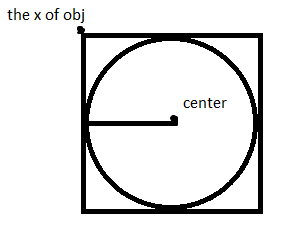 the x of obj
center